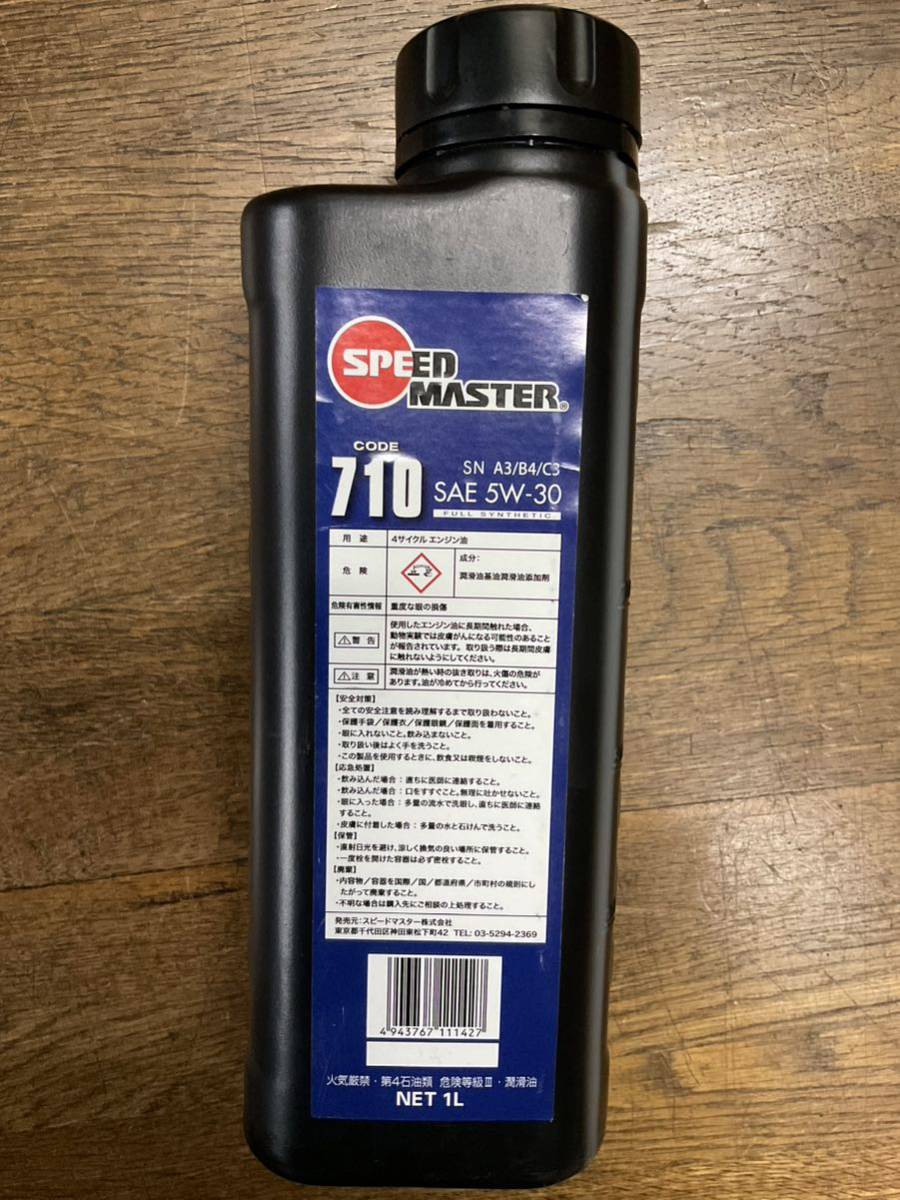 SPEED
MASTER®
CODE
710
SN A3/B4/C3
SAE 5W-30
FULL SYNTHETIC
用途 4サイクル エンジン油
危険 成分:
潤滑油基油潤滑油添加剤
危険有害性情報 重度な眼の損傷
⚠警告 使用したエンジン油に長期間触れた場合、
動物実験では皮膚がんになる可能性のあること
が報告されています。取り扱う際は長期間皮膚
に触れないようにしてください。
⚠注意 潤滑油が熱い時の抜き取りは、火傷の危険が
あります。油が冷めてから行ってください。
【安全対策】
・全ての安全注意を読み理解するまで取り扱わないこと。
・保護手袋/保護衣/保護眼鏡/保護面を着用すること。
・眼に入れない こと。飲み込まないこと。
・取り扱い後はよく手を洗うこと。
・この製品を使用するときに、飲食又は喫煙をしないこと。
【応急処置】
・飲み込んだ場合:直ちに医師に連絡すること。
・飲み込んだ場合:口をすすぐこと。無理に吐かせないこと。
・眼に入った場合:多量の流水で洗眼し、直ちに医師に連絡
すること。
・皮膚に付着した場合:多量の水と石けんで洗うこと。
【保管】
・直射日光を避け、涼しく換気の良い場所に保管すること。
・一度栓を開けた容器は必ず密栓すること。
【廃棄】
・内容物/容器を国際/国/都道府県/市町村の規則にし
たがって廃棄すること。
・不明な場合は購入先にご相談の上処理すること。
発売元:スピードマスター株式会社
東京都千代田区神田東松下町42 TEL: 03-5294-2369
4 943767 111427
火気厳禁・第4石油類 危険等級Ⅲ・潤滑油
NET 1L